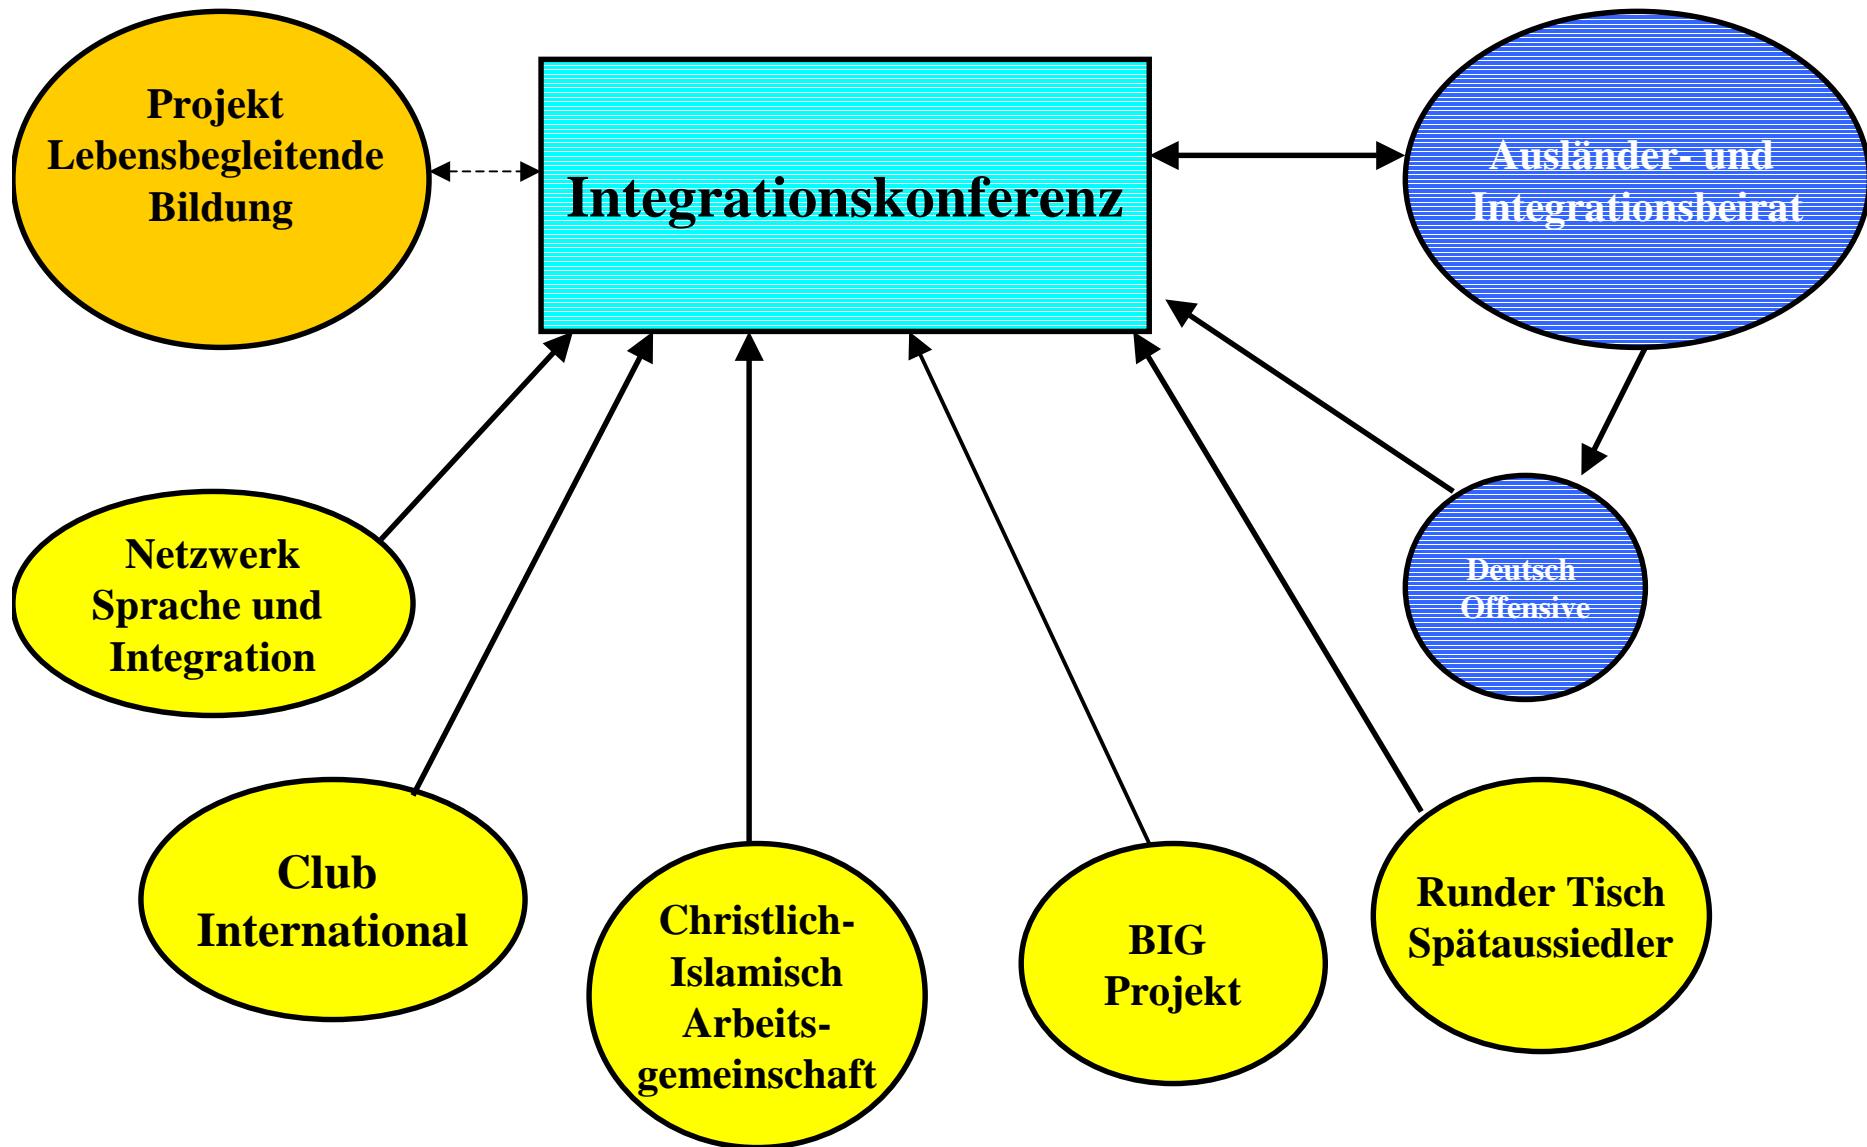 Projekt
Lebensbegleitende
Bildung
Integrationskonferenz
Ausländer- und
Integrationsbeirat
Netzwerk
Sprache und
Integration
Deutsch
Offensive
Club
International
Christlich-
Islamisch
Arbeits-
gemeinschaft
BIG
Projekt
Runder Tisch
Spätaussiedler